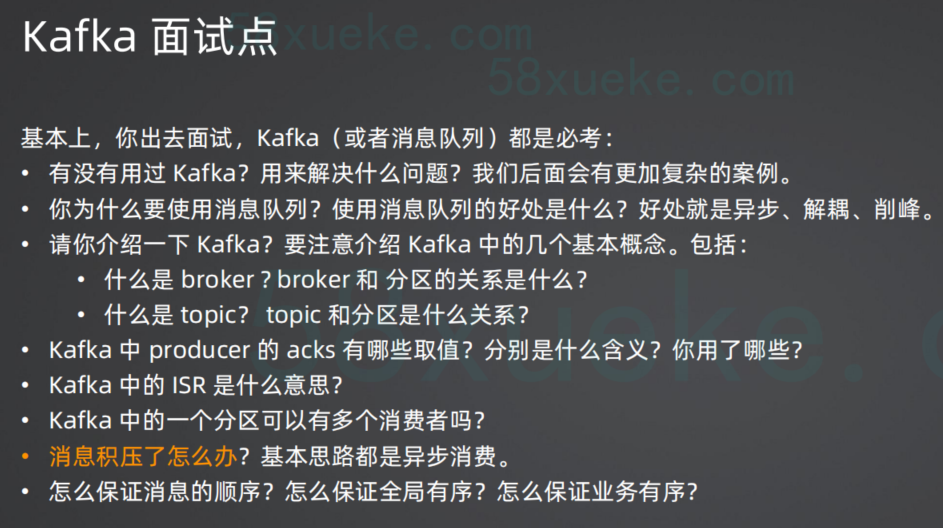 Kafka 面试点
58xueke.com
58xueke.com
基本上，你出去面试，Kafka（或者消息队列）都是必考：
• 有没有用过 Kafka？用来解决什么问题？我们后面会有更加复杂的案例。
• 你为什么要使用消息队列？使用消息队列的好处是什么？好处就是异步、解耦、削峰。
• 请你介绍一下 Kafka？要注意介绍 Kafka 中的几个基本概念。包括：
• 什么是 broker ? broker 和 分区的关系是什么？
• 什么是 topic？ topic 和分区是什么关系？
58xueke.c
• Kafka 中 producer 的 acks 有哪些取值？分别是什么含义？你用了哪些？
• Kafka 中的 ISR 是什么意思？
• Kafka 中的一个分区可以有多个消费者吗？
• 消息积压了怎么办？基本思路都是异步消费。
• 怎么保证消息的顺序？怎么保证全局有序？怎么保证业务有序？